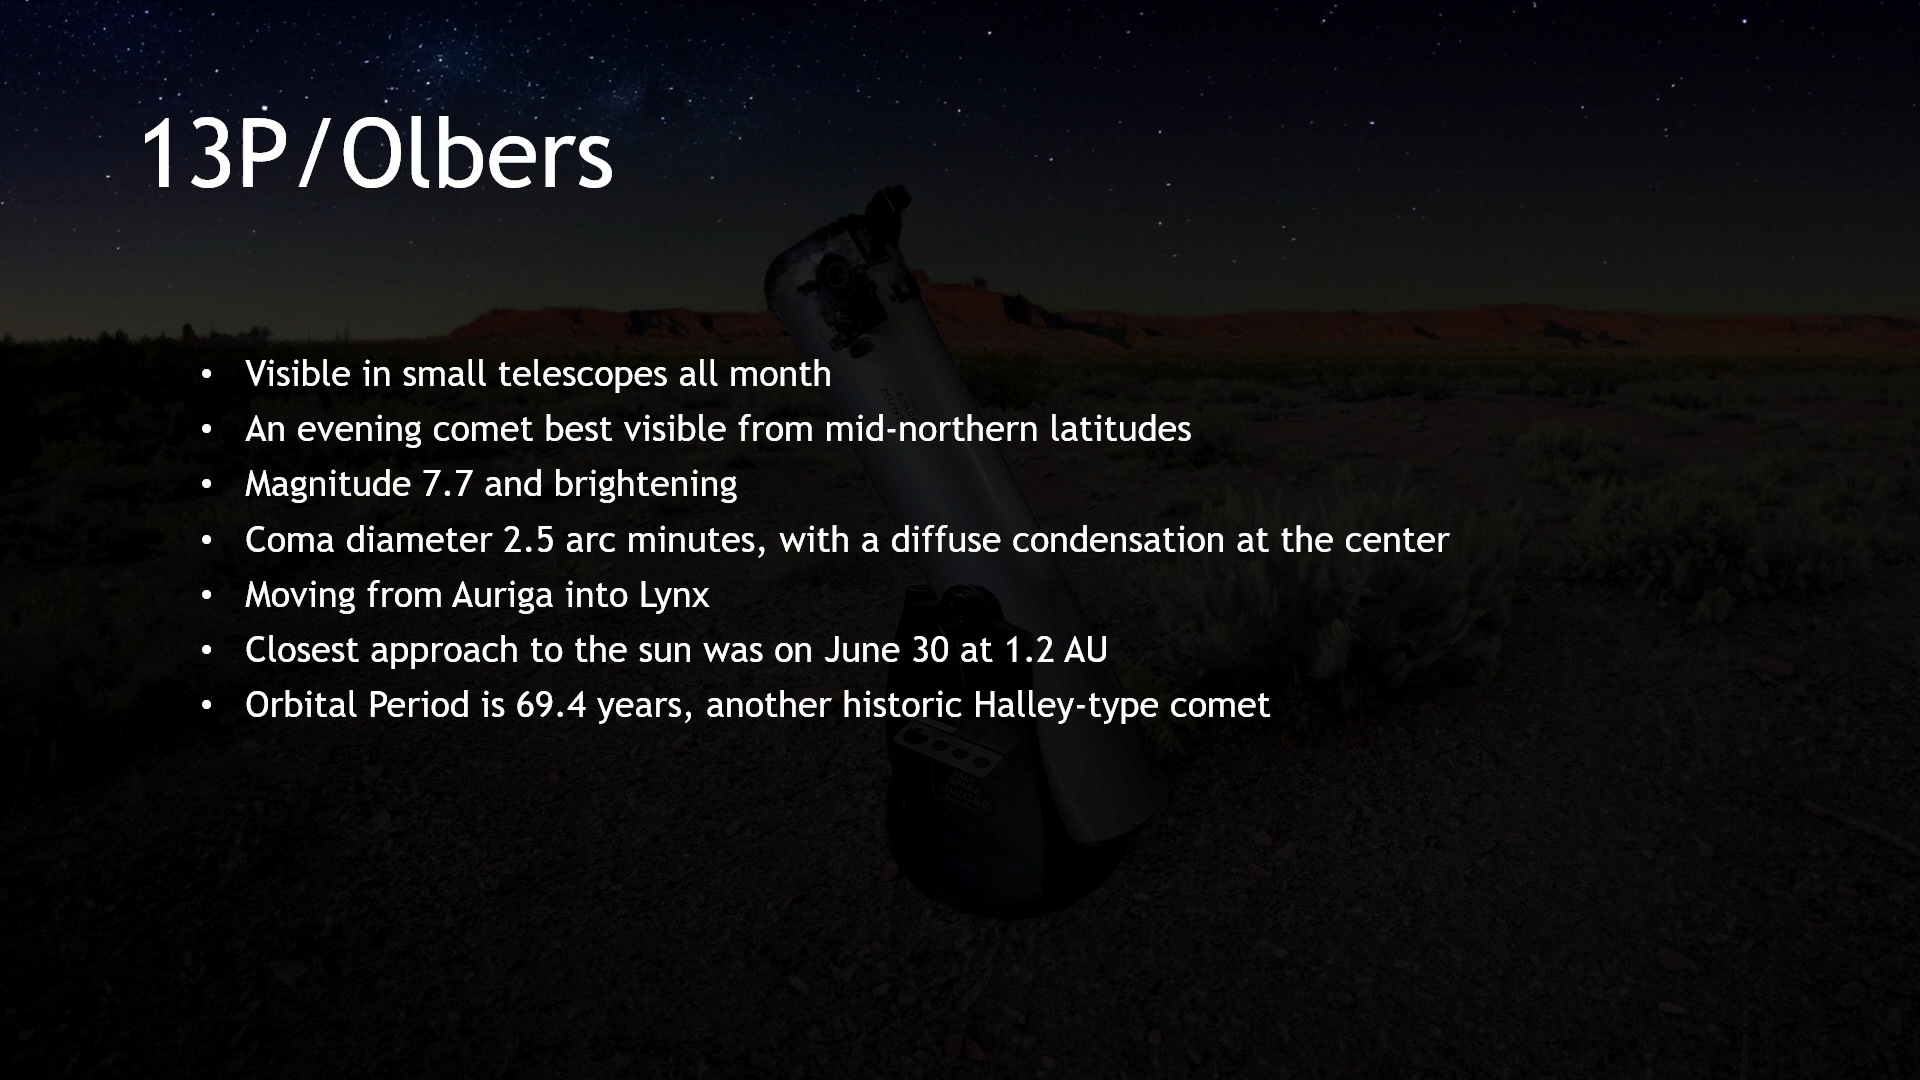 13P/Olbers
• Visible in small telescopes all month
• An evening comet best visible from mid-northern latitudes
• Magnitude 7.7 and brightening
• Coma diameter 2.5 arc minutes, with a diffuse condensation at the center
• Moving from Auriga into Lynx
• Closest approach to the sun was on June 30 at 1.2 AU
• Orbital Period is 69.4 years, another historic Halley-type comet